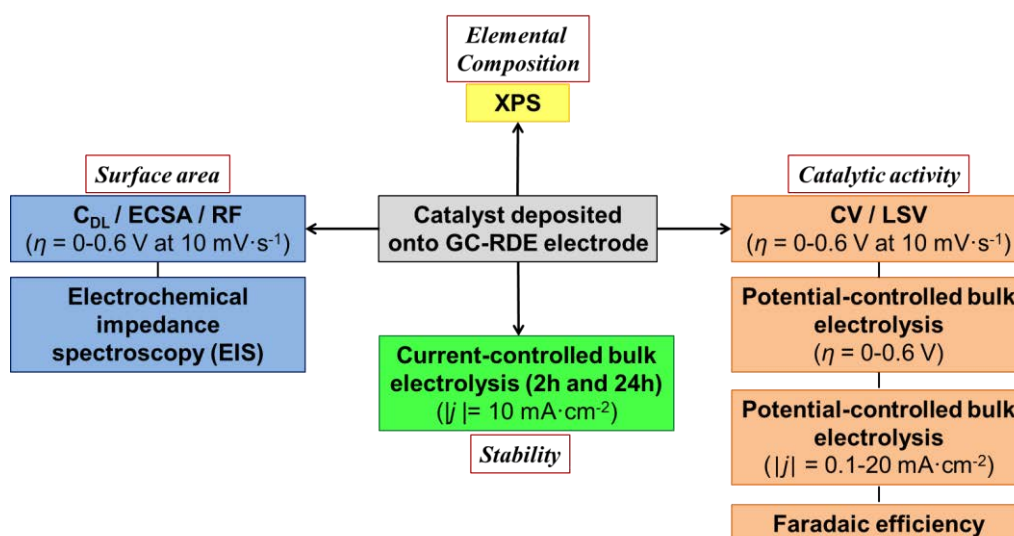 Elemental
Composition
XPS
Surface area
C_DL / ECSA / RF
(η = 0-0.6 V at 10 mV·s⁻¹)
Electrochemical
impedance
spectroscopy (EIS)
Catalyst deposited
onto GC-RDE electrode
Current-controlled bulk
electrolysis (2h and 24h)
(|j |= 10 mA·cm⁻²)
Stability
Catalytic activity
CV / LSV
(η = 0-0.6 V at 10 mV·s⁻¹)
Potential-controlled bulk
electrolysis
(η = 0-0.6 V)
Potential-controlled bulk
electrolysis
(|j| = 0.1-20 mA·cm⁻²)
Faradaic efficiency